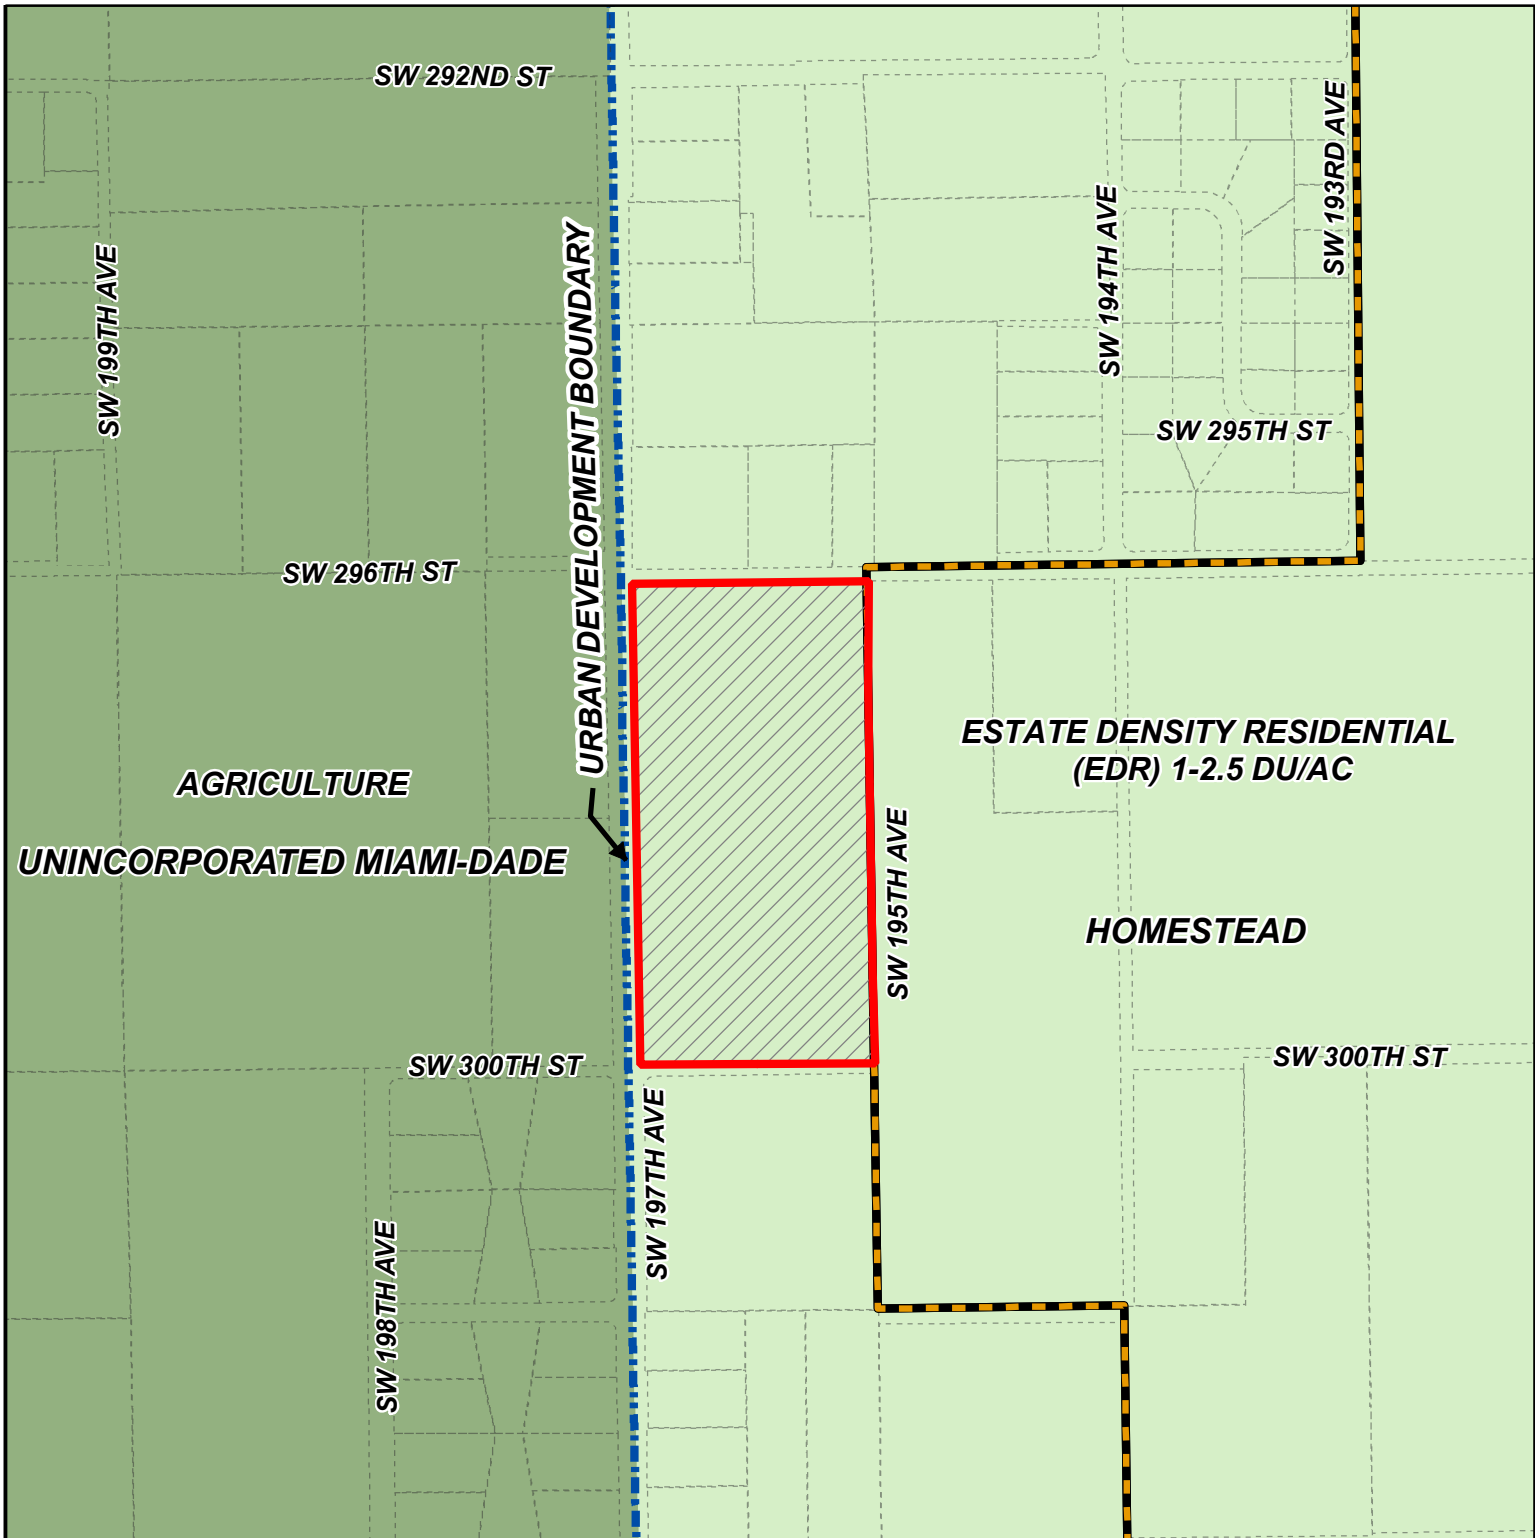 SW 292ND ST
SW 193RD AVE
SW 194TH AVE
SW 199TH AVE
URBAN DEVELOPMENT BOUNDARY
SW 295TH ST
SW 296TH ST
ESTATE DENSITY RESIDENTIAL
(EDR) 1-2.5 DU/AC
AGRICULTURE
UNINCORPORATED MIAMI-DADE
SW 195TH AVE
HOMESTEAD
SW 300TH ST
SW 300TH ST
SW 197TH AVE
SW 198TH AVE